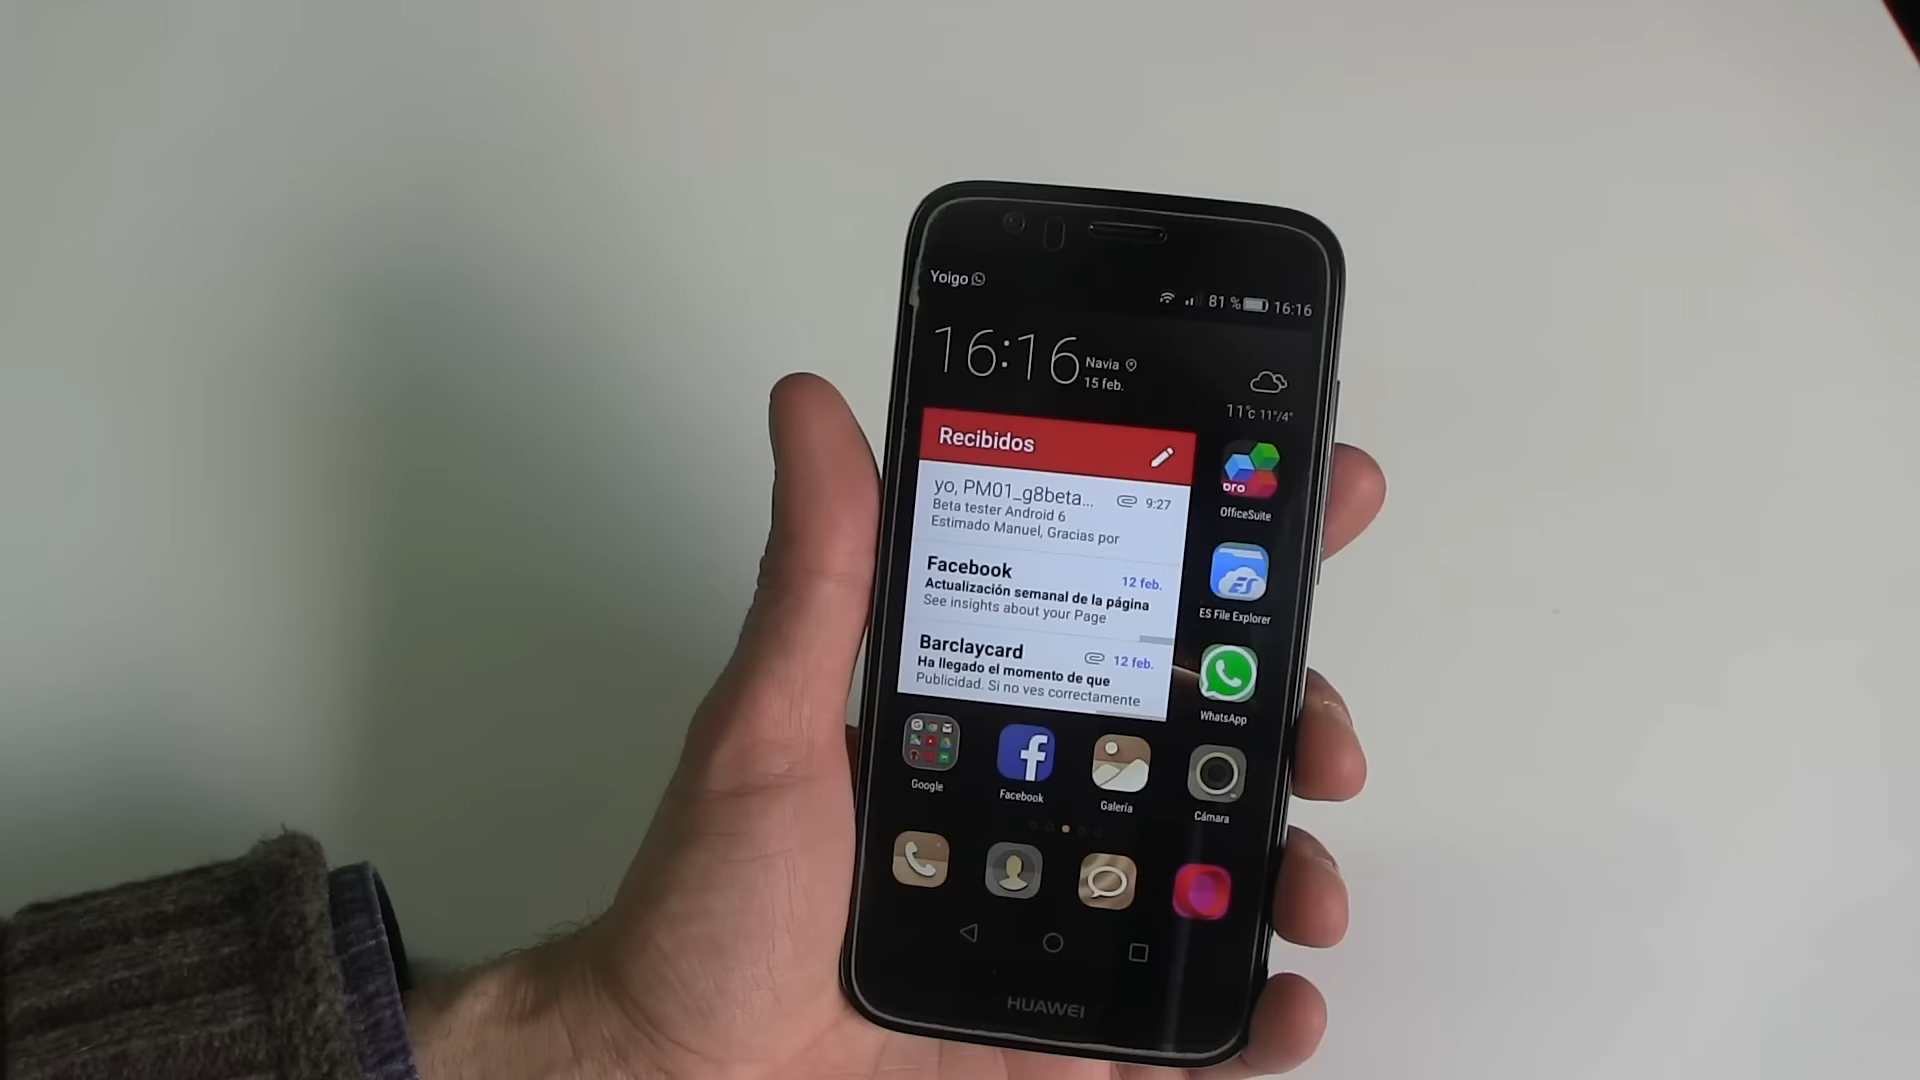 Yoigo
81 % 16:16
16:16
Navia
15 feb.
11°c 11°/4°
Recibidos
yo, PM01_g8beta... 9:27
Beta tester Android 6
Estimado Manuel, Gracias por
Facebook 12 feb.
Actualización semanal de la página
See insights about your Page
Barclaycard 12 feb.
Ha llegado el momento de que
Publicidad. Si no ves correctamente
pro
OfficeSuite
ES
ES File Explorer
WhatsApp
Google
Facebook
Galería
Cámara
HUAWEI